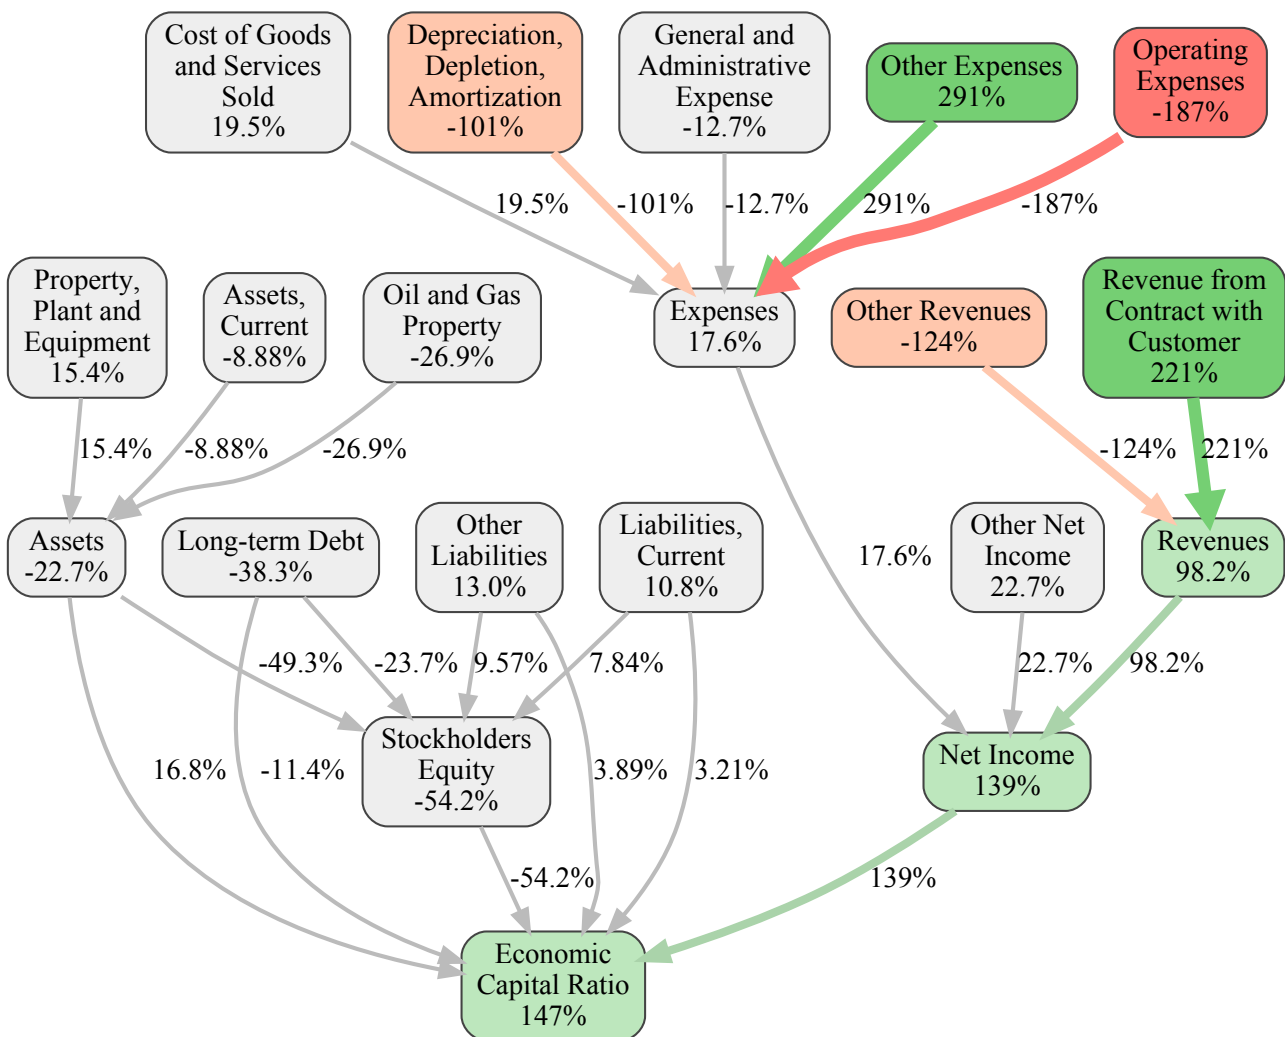 Cost of Goods
and Services
Sold
19.5%
Depreciation,
Depletion,
Amortization
-101%
General and
Administrative
Expense
-12.7%
Other Expenses
291%
Operating
Expenses
-187%
19.5%
-101%
-12.7%
291%
-187%
Property,
Plant and
Equipment
15.4%
Assets,
Current
-8.88%
Oil and Gas
Property
-26.9%
Expenses
17.6%
Other Revenues
-124%
Revenue from
Contract with
Customer
221%
15.4%
-8.88%
-26.9%
-124%
221%
Assets
-22.7%
Long-term Debt
-38.3%
Other
Liabilities
13.0%
Liabilities,
Current
10.8%
17.6%
Other Net
Income
22.7%
Revenues
98.2%
-49.3%
-23.7%
9.57%
7.84%
22.7%
98.2%
Stockholders
Equity
-54.2%
Net Income
139%
16.8%
-11.4%
3.89%
3.21%
-54.2%
139%
Economic
Capital Ratio
147%